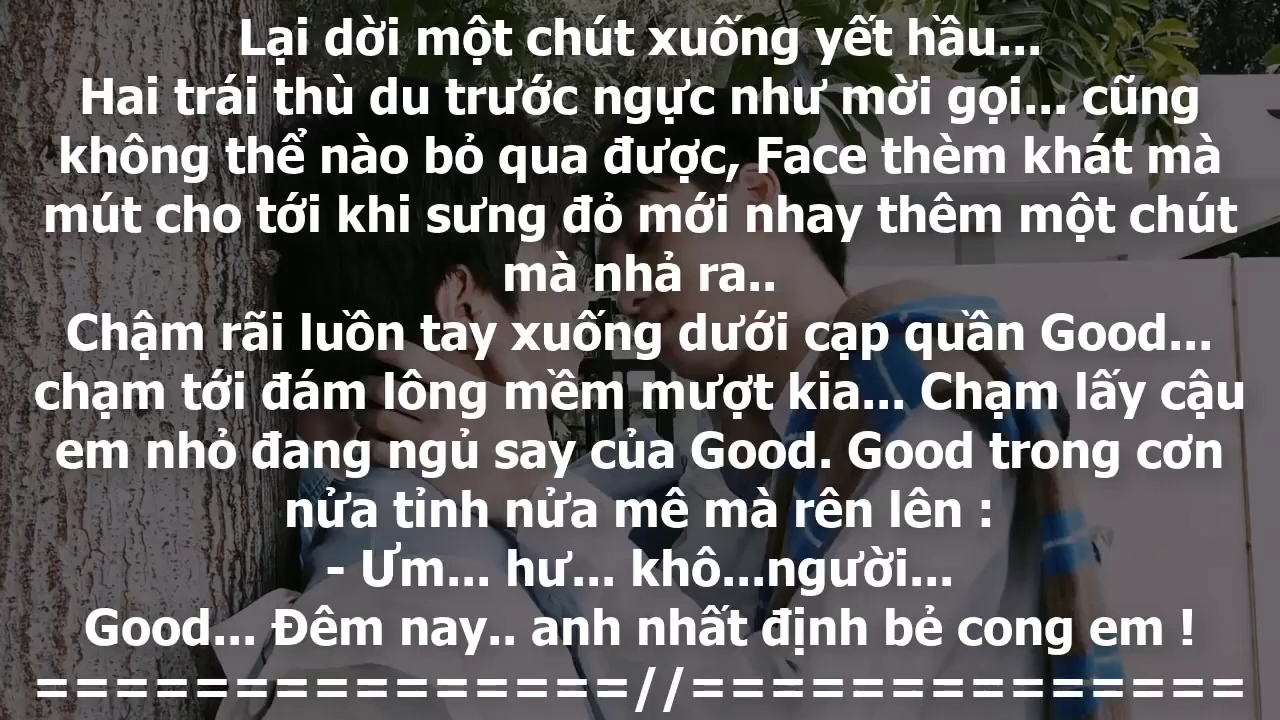 Lại dời một chút xuống yết hầu...
Hai trái thù du trước ngực như mời gọi... cũng
không thể nào bỏ qua được, Face thèm khát mà
mút cho tới khi sưng đỏ mới nhay thêm một chút
mà nhả ra..
Chậm rãi luồn tay xuống dưới cạp quần Good...
chạm tới đám lông mềm mượt kia... Chạm lấy cậu
em nhỏ đang ngủ say của Good. Good trong cơn
nửa tỉnh nửa mê mà rên lên :
- Ưm... hư... khô...người...
Good... Đêm nay.. anh nhất định bẻ cong em !
===============//==============